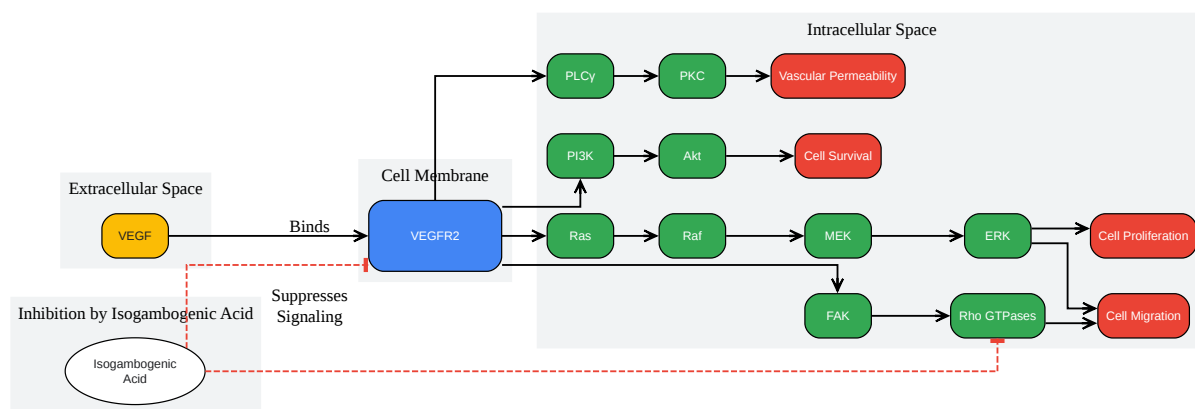 Intracellular Space
PLCγ
PKC
Vascular Permeability
PI3K
Akt
Cell Survival
Cell Membrane
Extracellular Space
VEGF
Binds
VEGFR2
Ras
Raf
MEK
ERK
Cell Proliferation
Suppresses
Signaling
Inhibition by Isogambogenic Acid
FAK
Rho GTPases
Cell Migration
Isogambogenic
Acid